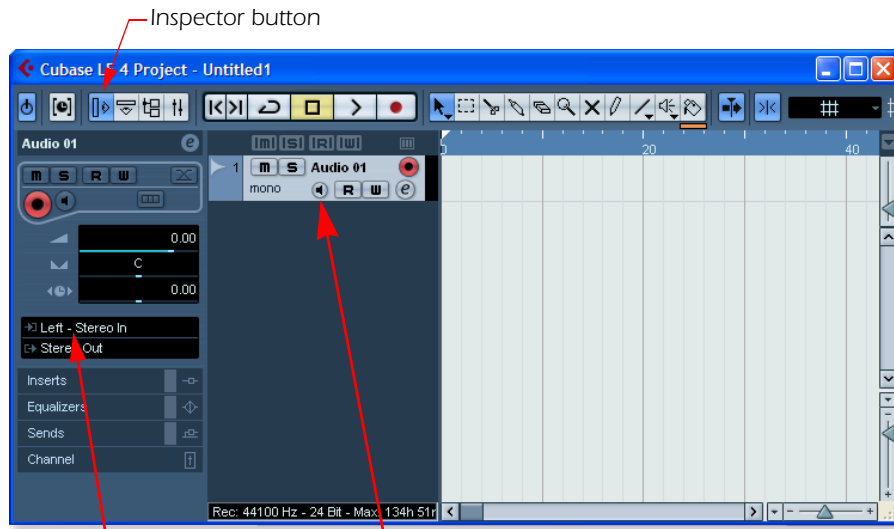 Inspector button
Cubase LE 4 Project - Untitled1
Audio 01
m S R W
0.00
C
0.00
Left - Stereo In
Stereo Out
Inserts
Equalizers
Sends
Channel
m S R W
1 m S Audio 01
mono R W e
20 40
Rec: 44100 Hz - 24 Bit - Max. 134h 51